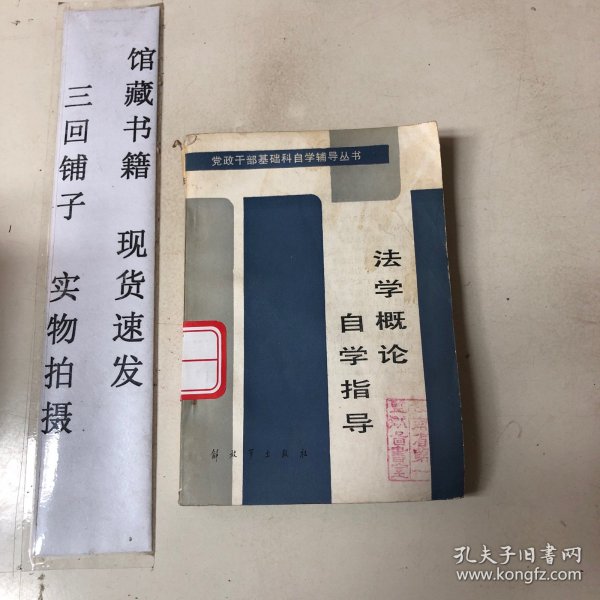 馆藏书籍 现货速发
三回铺子 实物拍摄
党政干部基础科自学辅导丛书
法学概论
自学指导
解放军出版社
孔夫子旧书网
www.kongfz.com